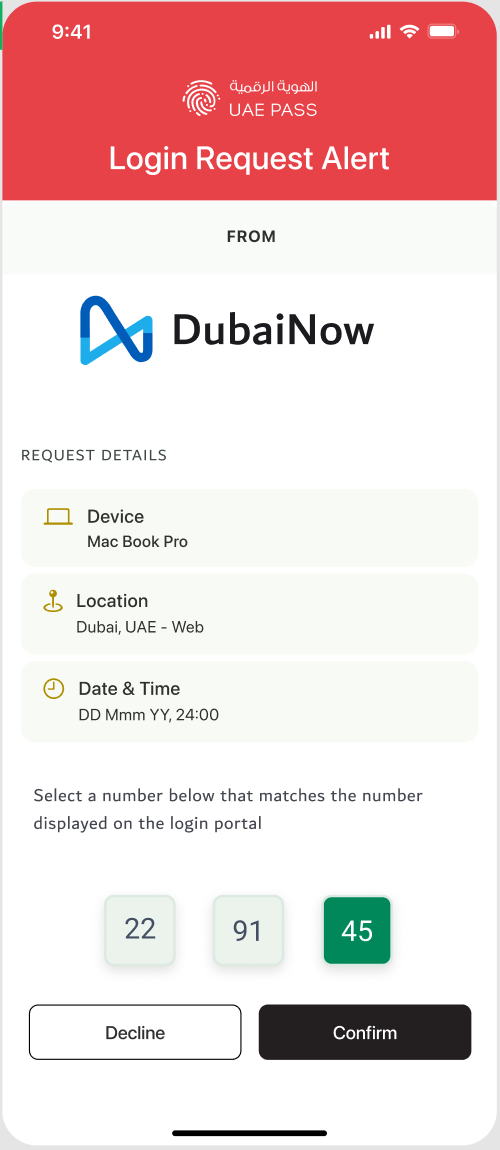 9:41
الهوية الرقمية
UAE PASS
Login Request Alert
FROM
DubaiNow
REQUEST DETAILS
Device
Mac Book Pro
Location
Dubai, UAE - Web
Date & Time
DD Mmm YY, 24:00
Select a number below that matches the number
displayed on the login portal
22 91 45
Decline Confirm